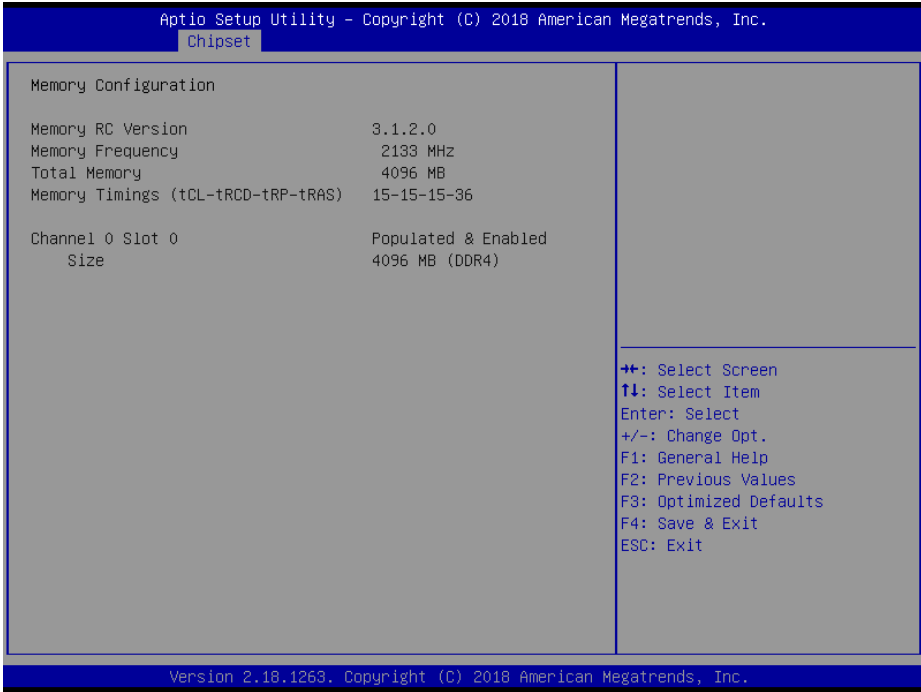 Aptio Setup Utility – Copyright (C) 2018 American Megatrends, Inc.
Chipset
Memory Configuration
Memory RC Version 3.1.2.0
Memory Frequency 2133 MHz
Total Memory 4096 MB
Memory Timings (tCL-tRCD-tRP-tRAS) 15-15-15-36
Channel 0 Slot 0 Populated & Enabled
Size 4096 MB (DDR4)
→←: Select Screen
↑↓: Select Item
Enter: Select
+/-: Change Opt.
F1: General Help
F2: Previous Values
F3: Optimized Defaults
F4: Save & Exit
ESC: Exit
Version 2.18.1263. Copyright (C) 2018 American Megatrends, Inc.